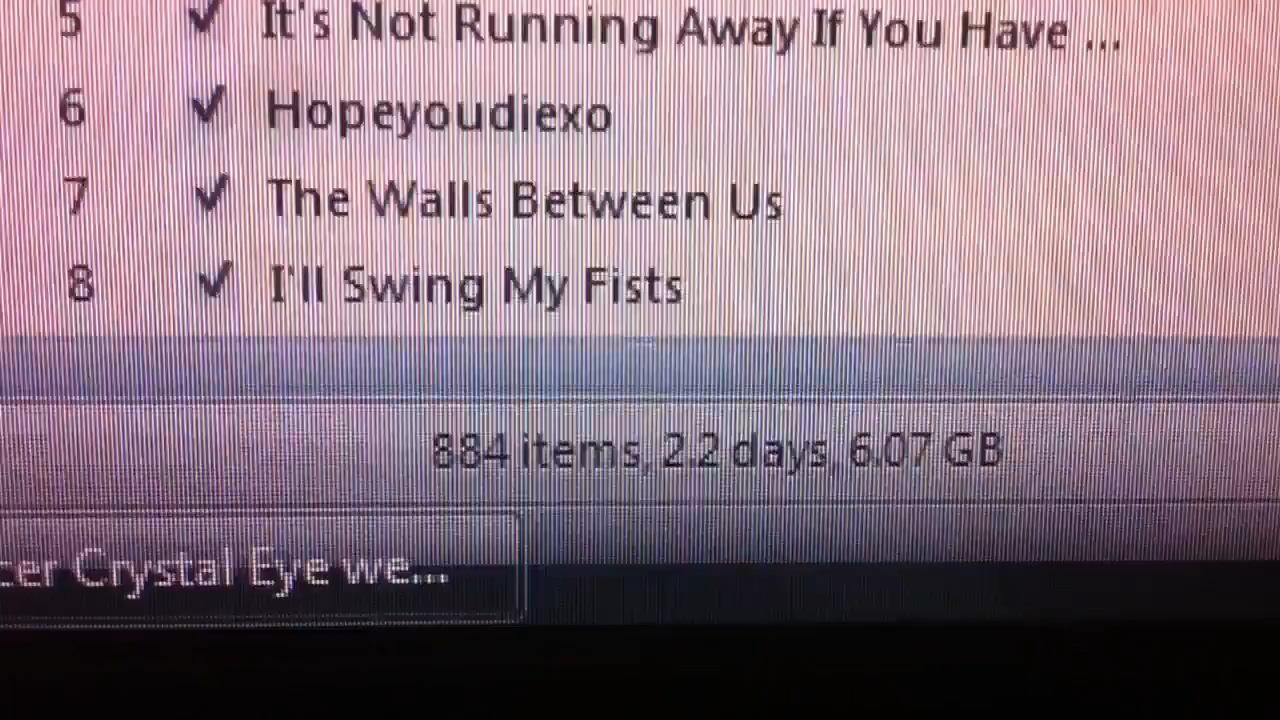 5 ✓ It's Not Running Away If You Have ...
6 ✓ Hopeyoudiexo
7 ✓ The Walls Between Us
8 ✓ I'll Swing My Fists
884 items, 2.2 days, 6.07 GB
cer Crystal Eye we...